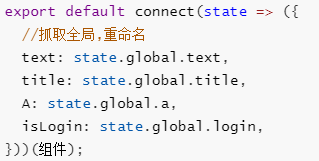 export default connect(state => ({
  //抓取全局,重命名
  text: state.global.text,
  title: state.global.title,
  A: state.global.a,
  isLogin: state.global.login,
}))(组件);